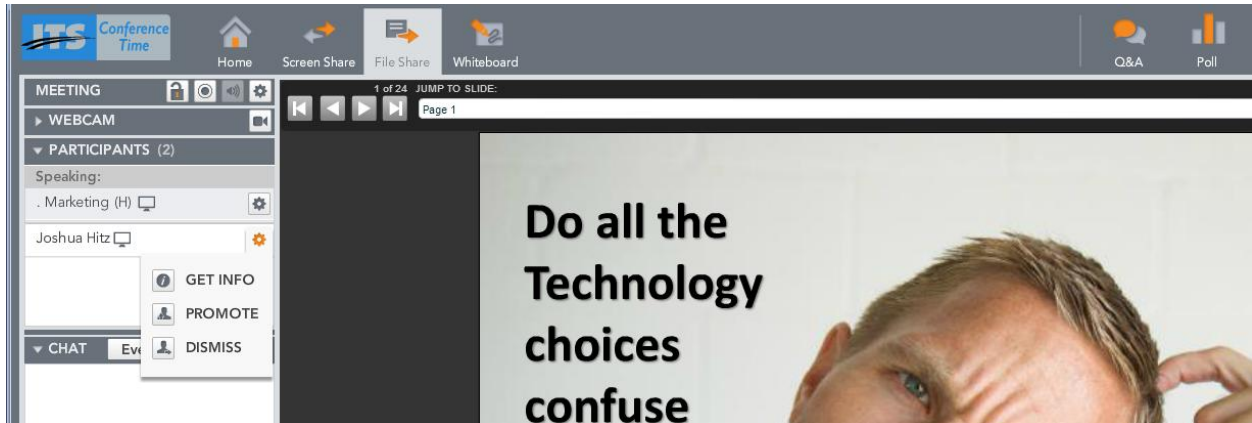 ITS Conference Time
Home
Screen Share
File Share
Whiteboard
Q&A
Poll
MEETING
WEBCAM
PARTICIPANTS (2)
Speaking:
. Marketing (H)
Joshua Hitz
GET INFO
PROMOTE
DISMISS
CHAT
Eve
1 of 24 JUMP TO SLIDE:
Page 1
Do all the
Technology
choices
confuse